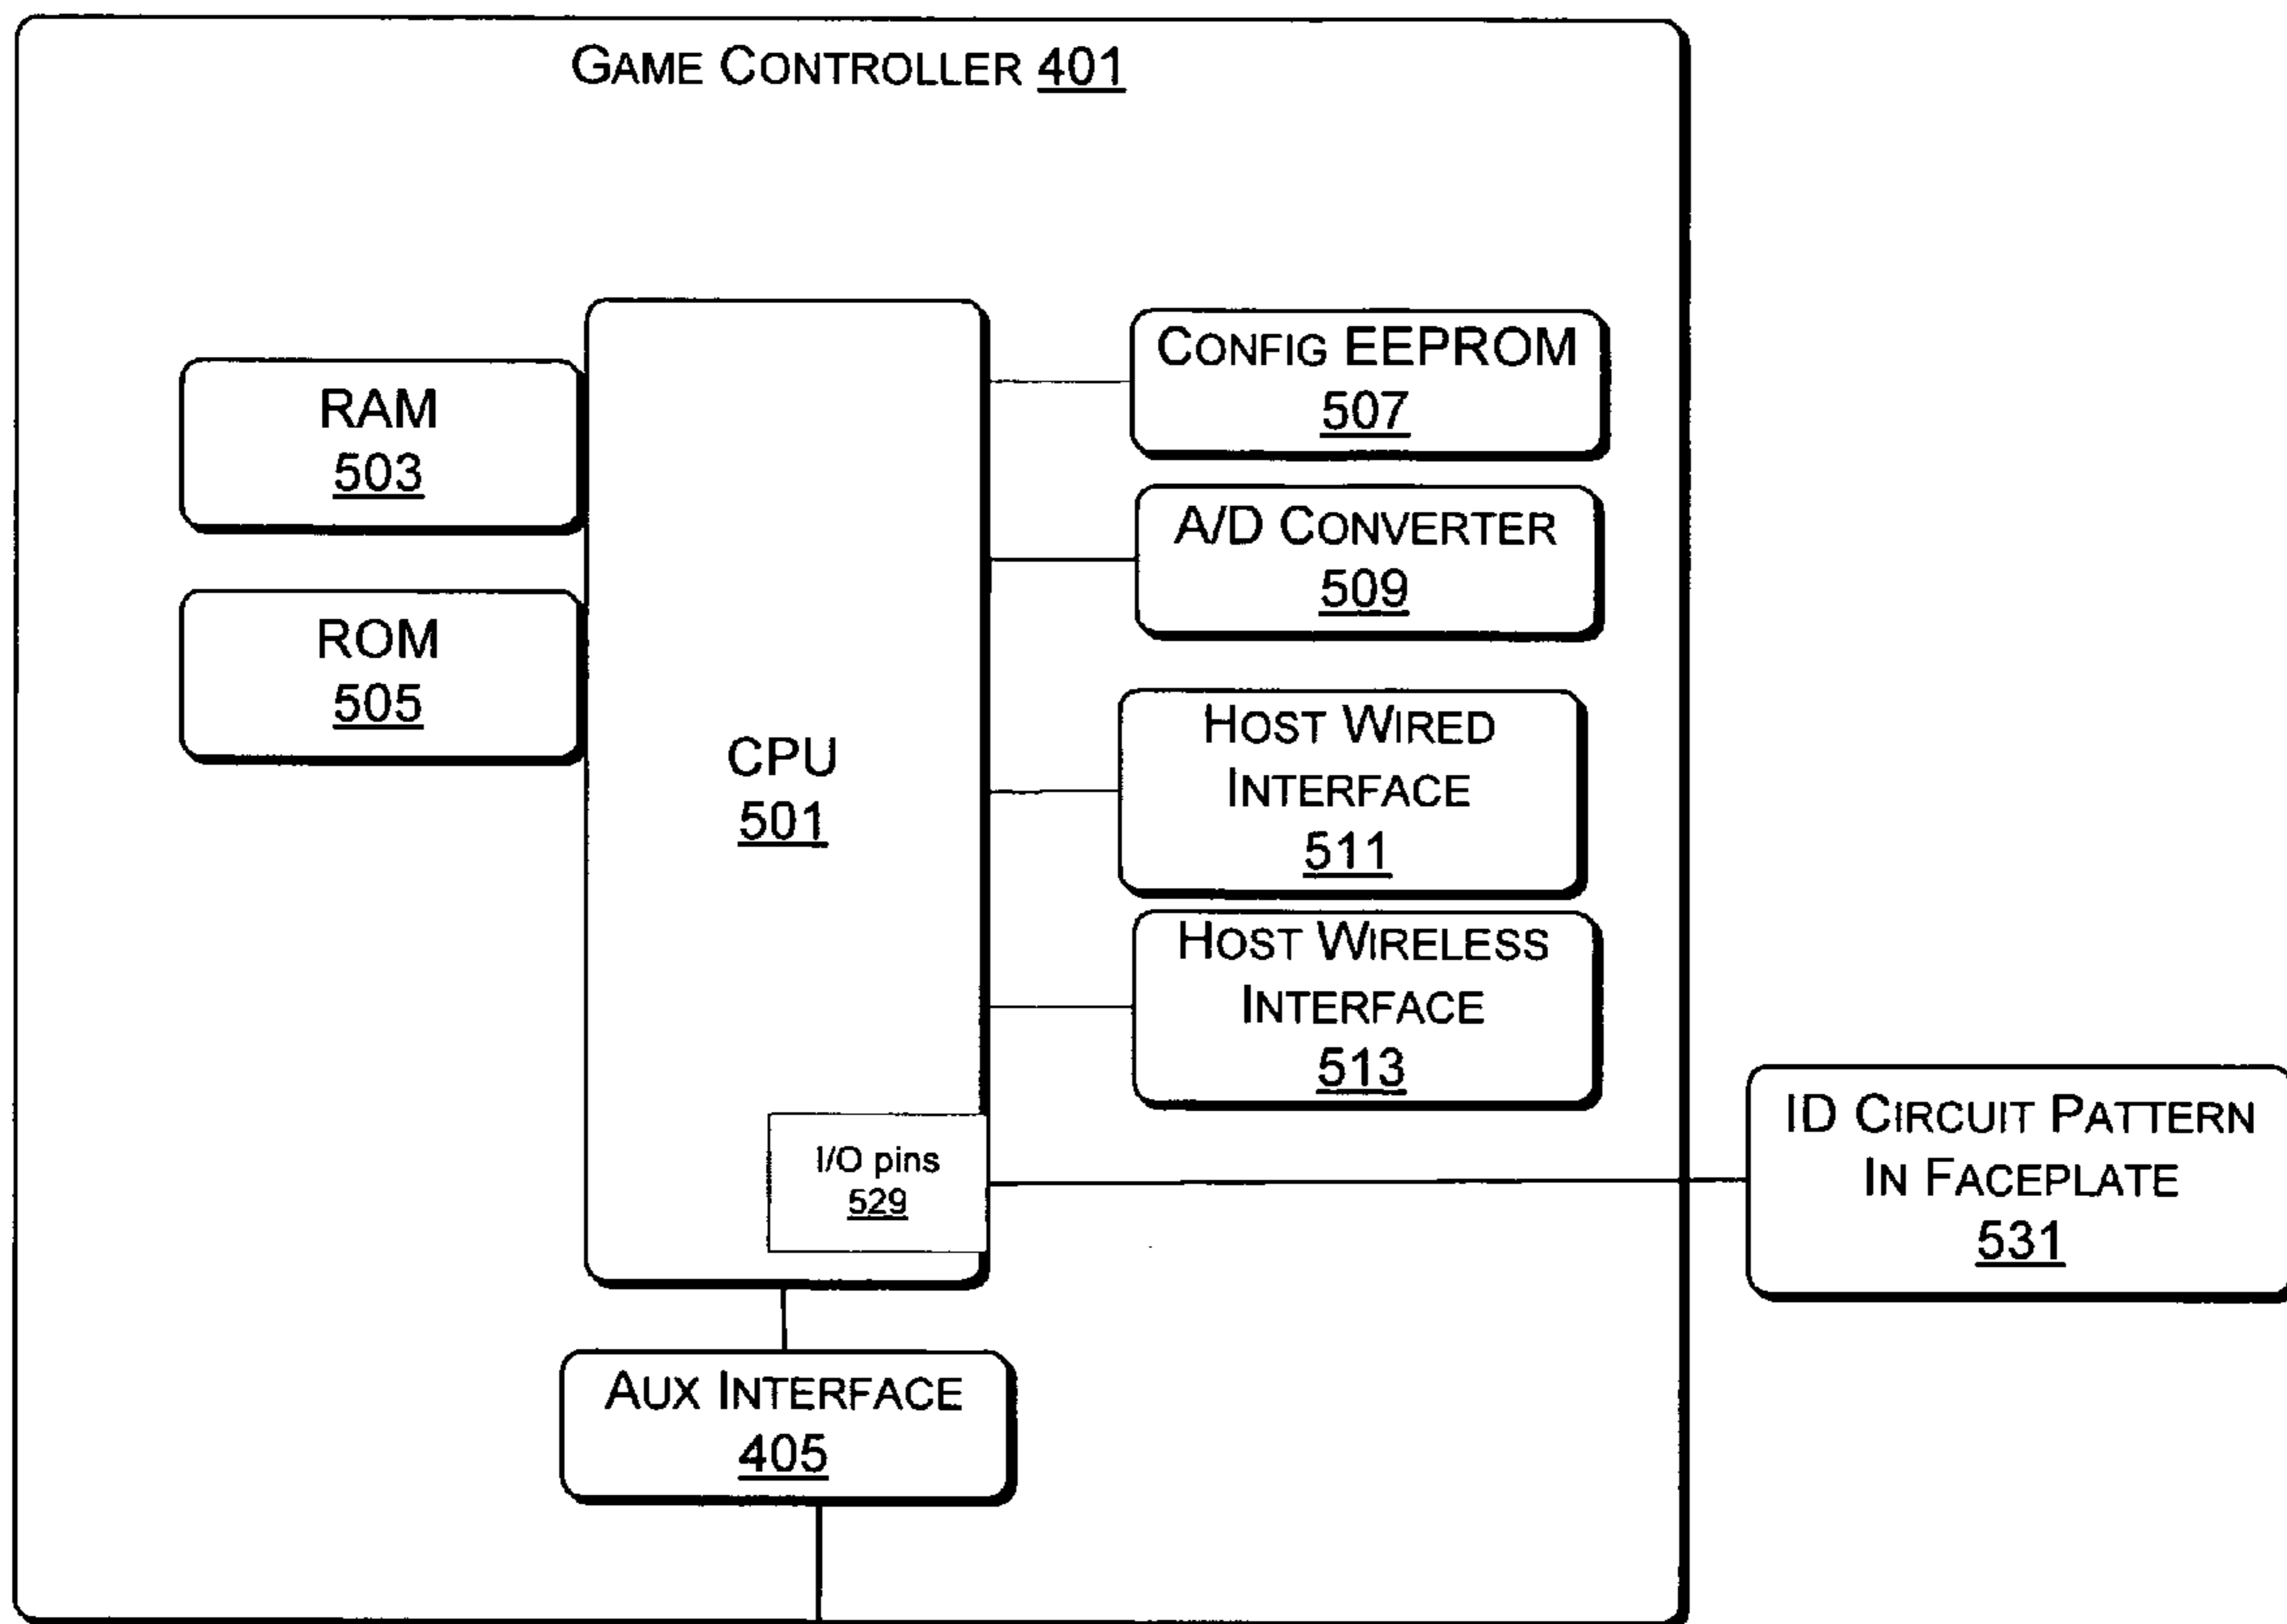 GAME CONTROLLER 401
RAM
503
ROM
505
CPU
501
CONFIG EEPROM
507
A/D CONVERTER
509
HOST WIRED
INTERFACE
511
HOST WIRELESS
INTERFACE
513
I/O pins
529
ID CIRCUIT PATTERN
IN FACEPLATE
531
AUX INTERFACE
405